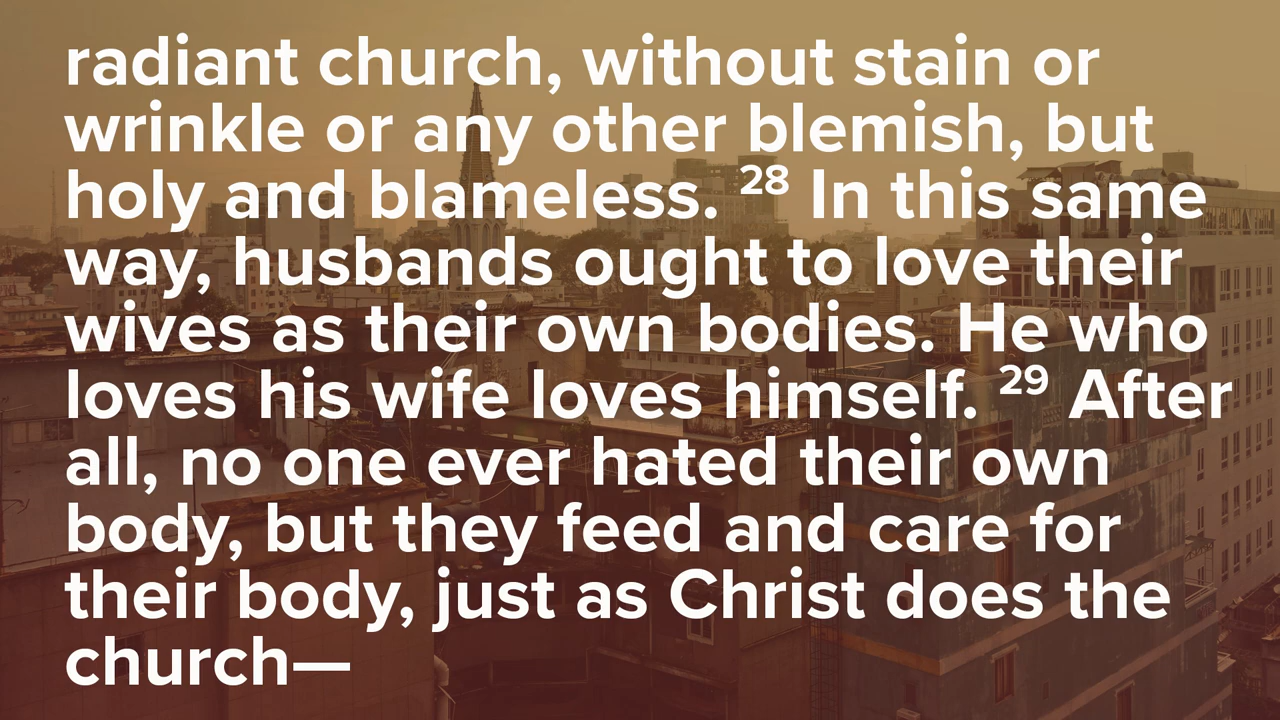 radiant church, without stain or
wrinkle or any other blemish, but
holy and blameless. 28 In this same
way, husbands ought to love their
wives as their own bodies. He who
loves his wife loves himself. 29 After
all, no one ever hated their own
body, but they feed and care for
their body, just as Christ does the
church—